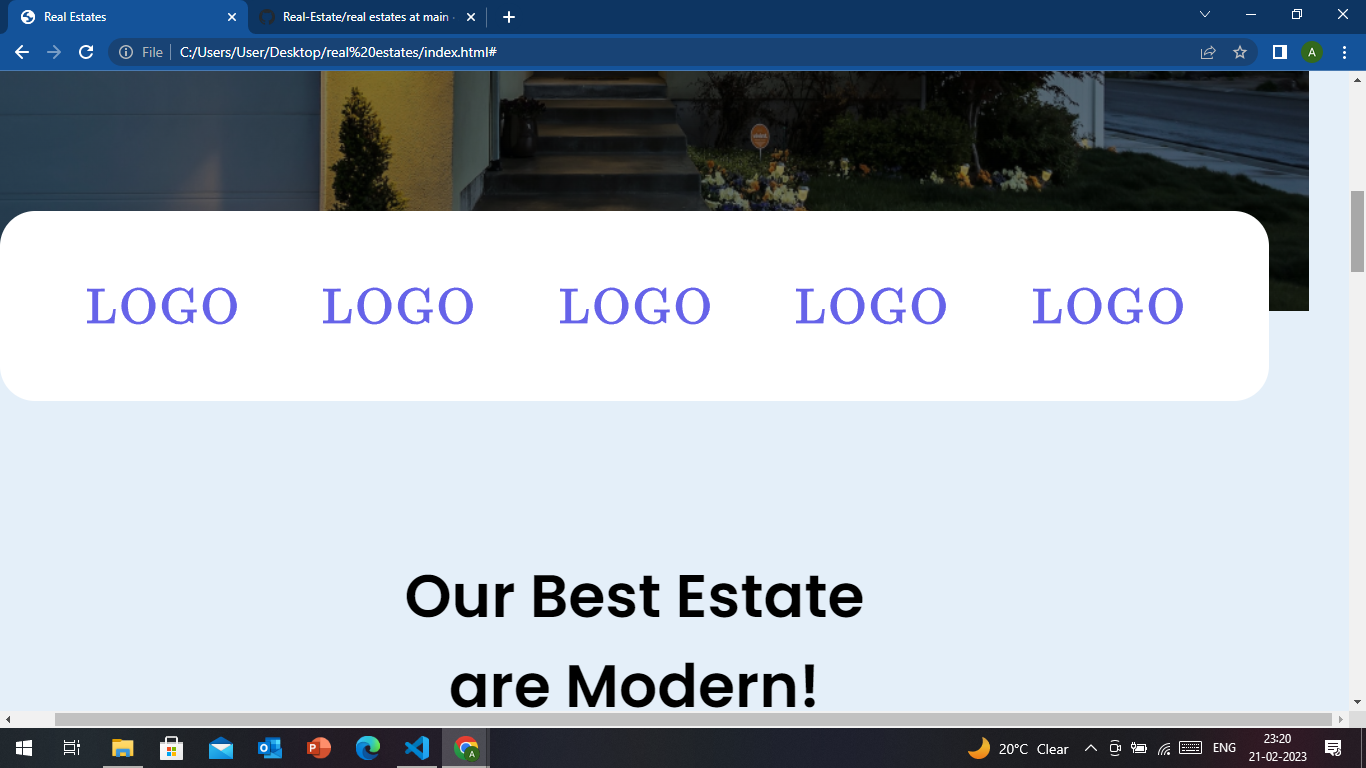 Real Estates
Real-Estate/real estates at main
File
C:/Users/User/Desktop/real%20estates/index.html#
A
LOGO LOGO LOGO LOGO LOGO
Our Best Estate
are Modern!
20°C Clear
ENG
23:20
21-02-2023